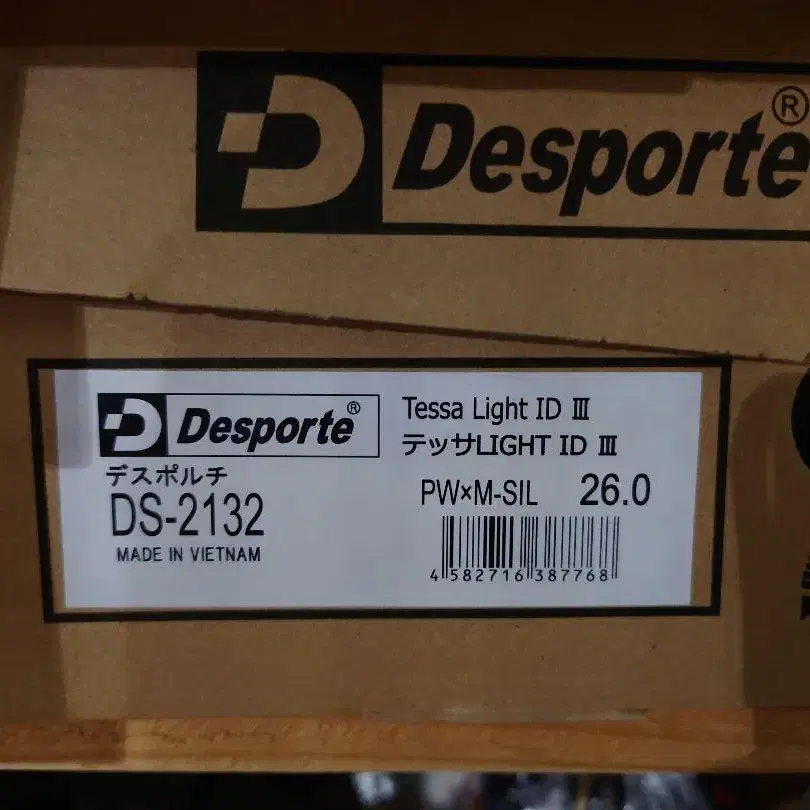 Desporte®
Desporte®
デスポルチ
DS-2132
MADE IN VIETNAM
Tessa Light ID Ⅲ
テッサLIGHT ID Ⅲ
PW×M-SIL 26.0
4 582716 387768